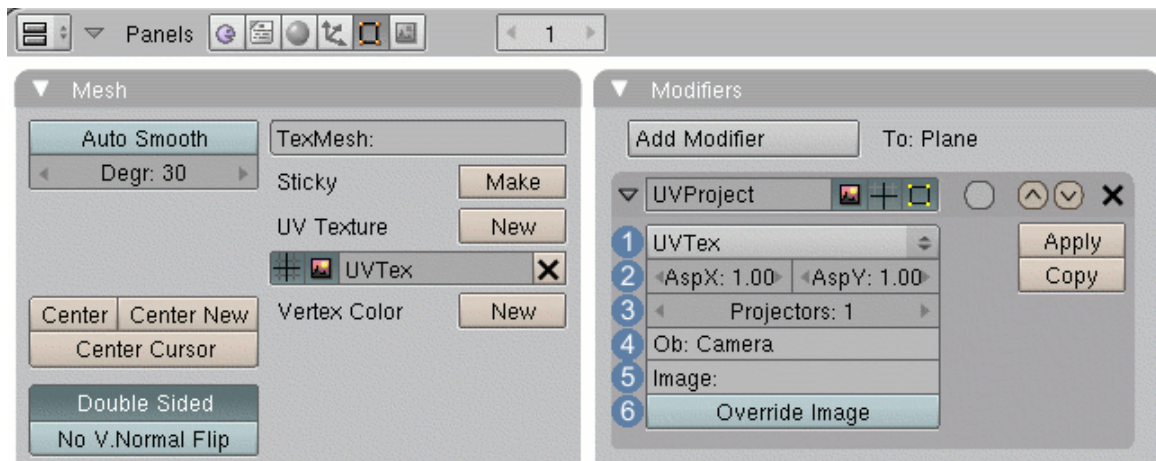 Panels
1
Mesh
Auto Smooth
Degr: 30
TexMesh:
Sticky
Make
UV Texture
New
UVTex
Vertex Color
New
Center
Center New
Center Cursor
Double Sided
No V.Normal Flip
Modifiers
Add Modifier
To: Plane
UVProject
1 UVTex
2 AspX: 1.00 AspY: 1.00
3 Projectors: 1
4 Ob: Camera
5 Image:
6 Override Image
Apply
Copy